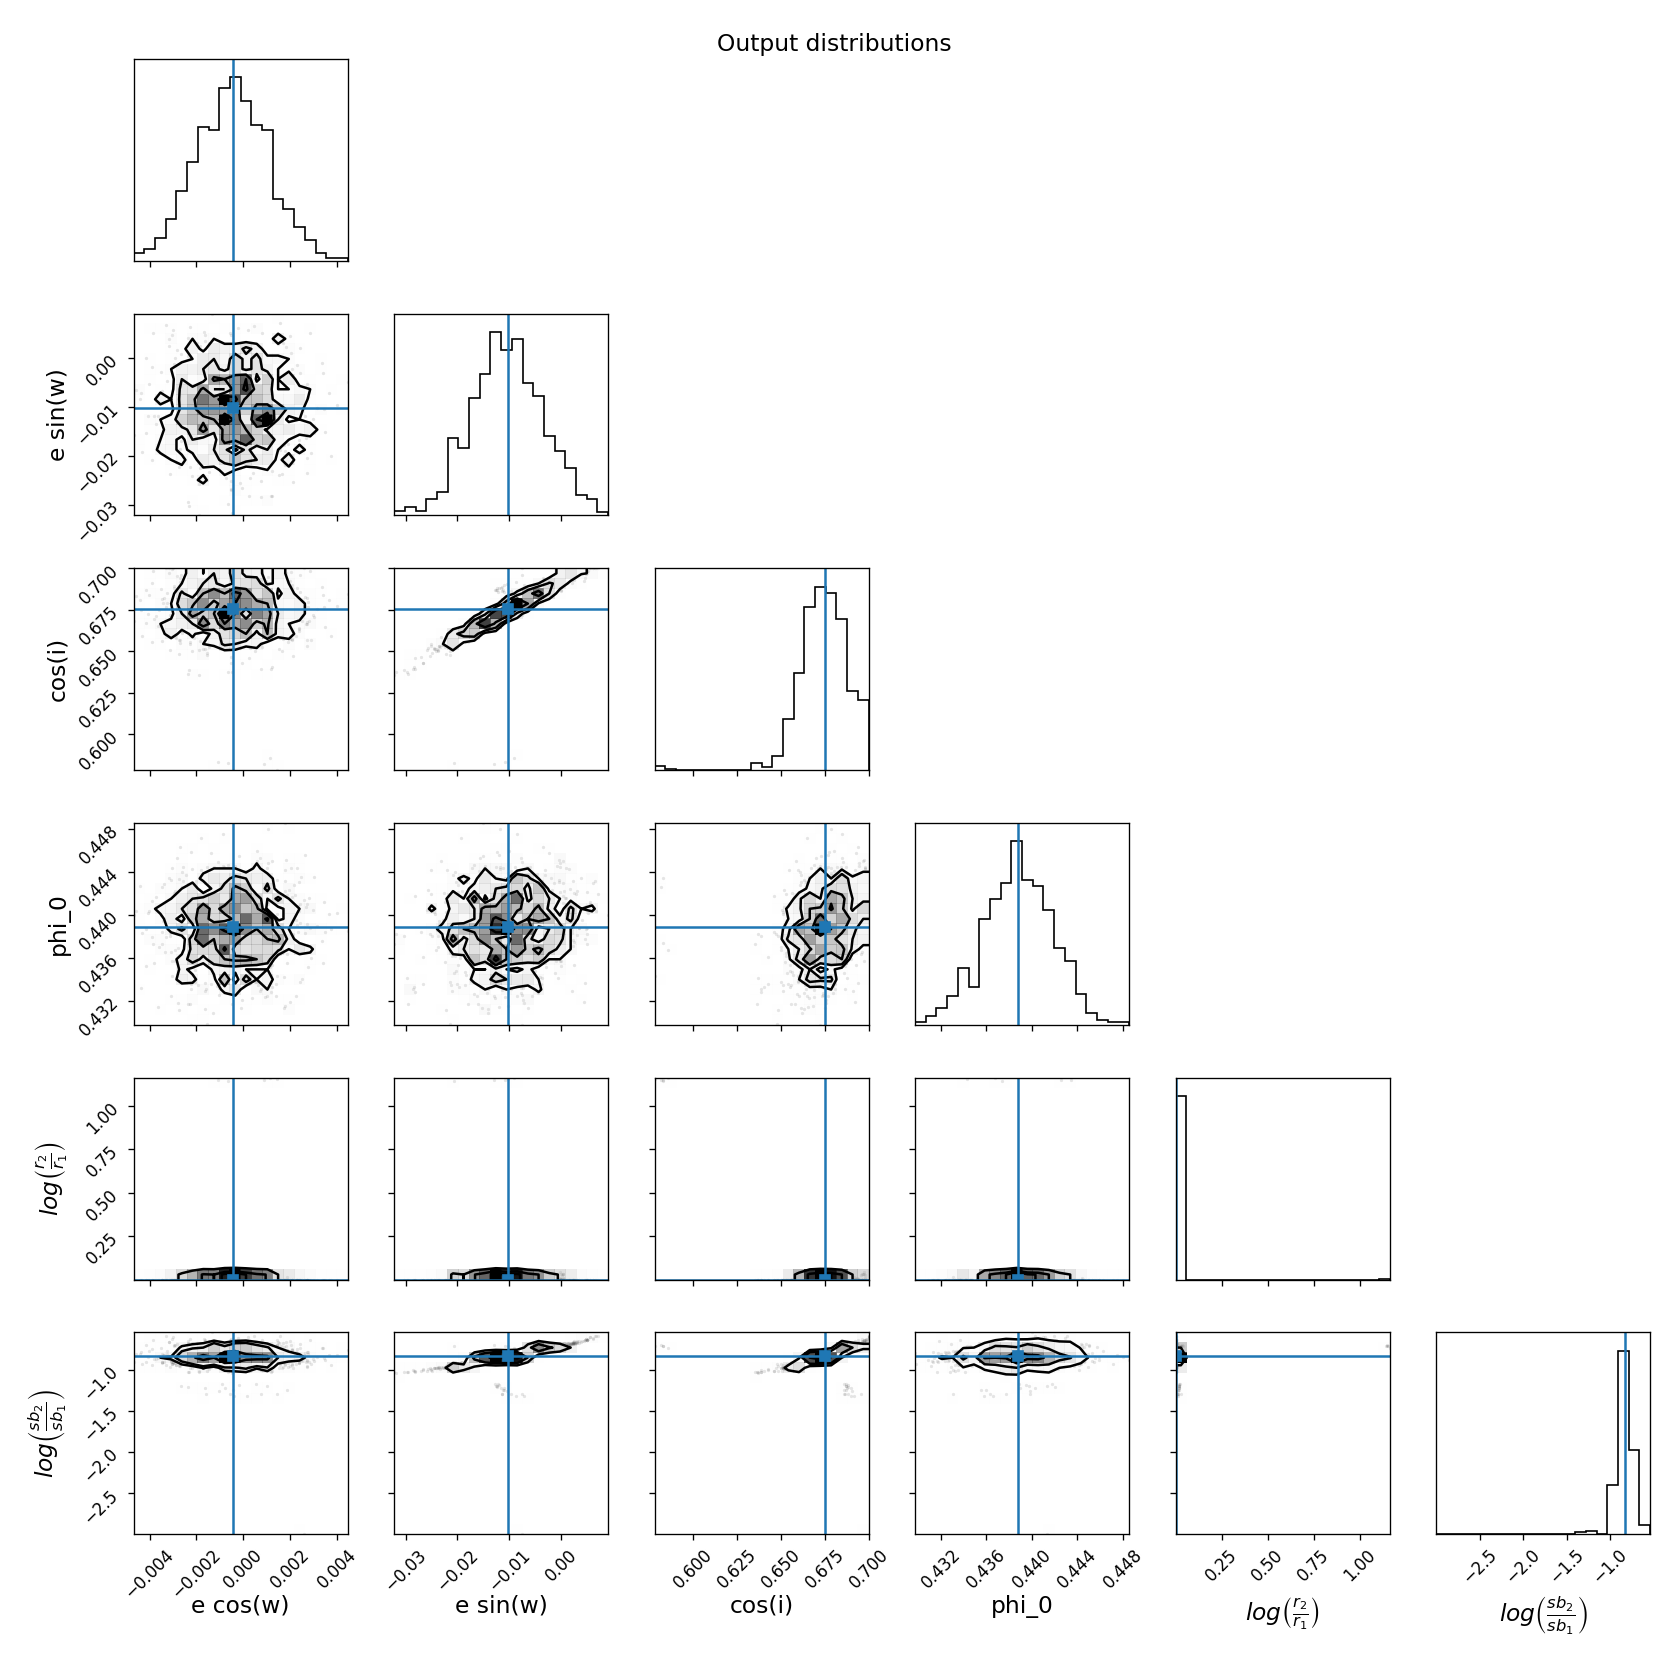 Output distributions
e sin(w)
0.00
−0.01
−0.02
−0.03
cos(i)
0.700
0.675
0.650
0.625
0.600
phi_0
0.448
0.444
0.440
0.436
0.432
log(r₂/r₁)
1.00
0.75
0.50
0.25
log(sb₂/sb₁)
−1.0
−1.5
−2.0
−2.5
−0.004 −0.002 0.000 0.002 0.004
e cos(w)
−0.03 −0.02 −0.01 0.00
e sin(w)
0.600 0.625 0.650 0.675 0.700
cos(i)
0.432 0.436 0.440 0.444 0.448
phi_0
0.25 0.50 0.75 1.00
log(r₂/r₁)
−2.5 −2.0 −1.5 −1.0
log(sb₂/sb₁)